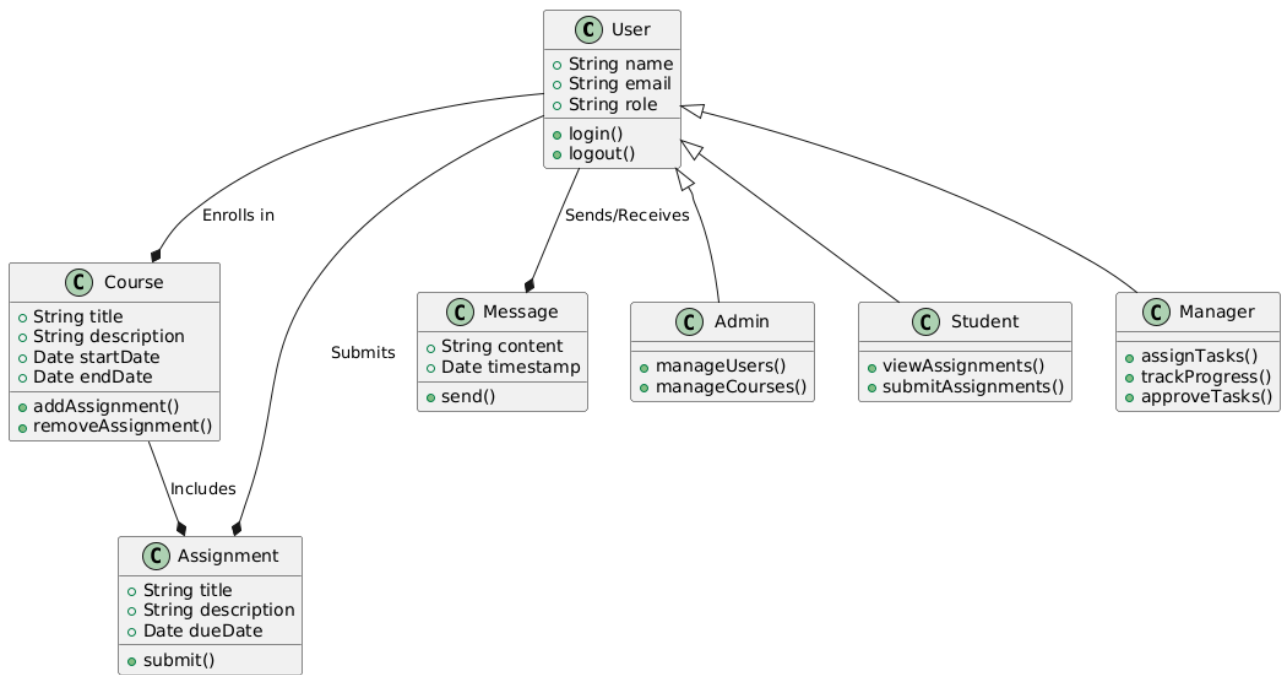 C User
String name
String email
String role
login()
logout()
Enrolls in
Sends/Receives
Submits
C Course
String title
String description
Date startDate
Date endDate
addAssignment()
removeAssignment()
C Message
String content
Date timestamp
send()
C Admin
manageUsers()
manageCourses()
C Student
viewAssignments()
submitAssignments()
C Manager
assignTasks()
trackProgress()
approveTasks()
Includes
C Assignment
String title
String description
Date dueDate
submit()